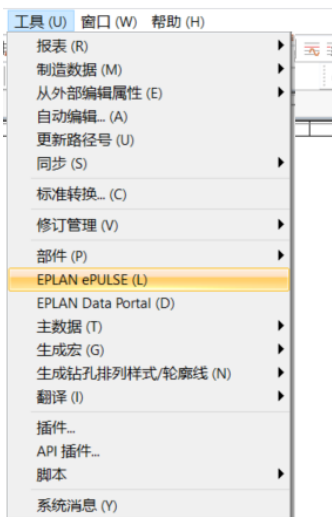 工具 (U) 窗口 (W) 帮助 (H)
报表 (R)
制造数据 (M)
从外部编辑属性 (E)
自动编辑... (A)
更新路径号 (U)
同步 (S)
标准转换... (C)
修订管理 (V)
部件 (P)
EPLAN ePULSE (L)
EPLAN Data Portal (D)
主数据 (T)
生成宏 (G)
生成钻孔排列样式/轮廓线 (N)
翻译 (I)
插件...
API 插件...
脚本
系统消息 (Y)